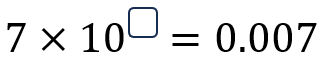 7 × 10^□ = 0.007